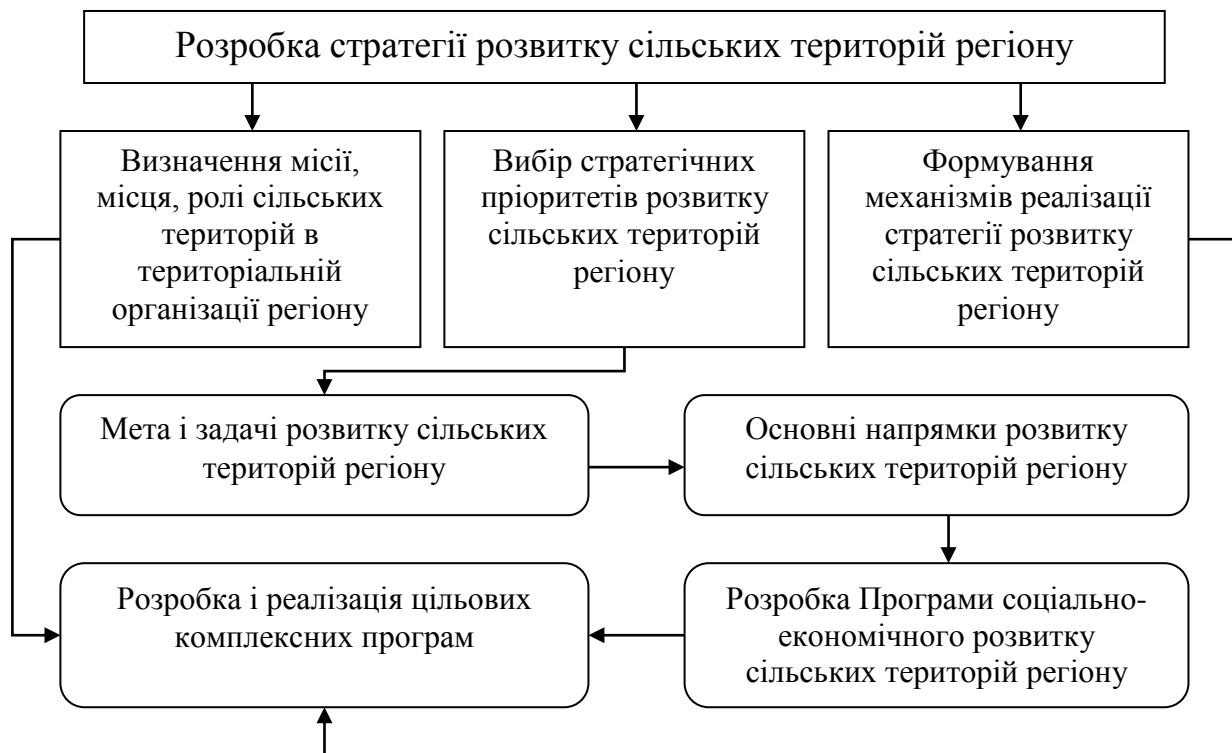 Розробка стратегії розвитку сільських територій регіону
Визначення місії,
місця, ролі сільських
територій в
територіальній
організації регіону
Вибір стратегічних
пріоритетів розвитку
сільських територій
регіону
Формування
механізмів реалізації
стратегії розвитку
сільських територій
регіону
Мета і задачі розвитку сільських
територій регіону
Основні напрямки розвитку
сільських територій регіону
Розробка і реалізація цільових
комплексних програм
Розробка Програми соціально-
економічного розвитку
сільських територій регіону